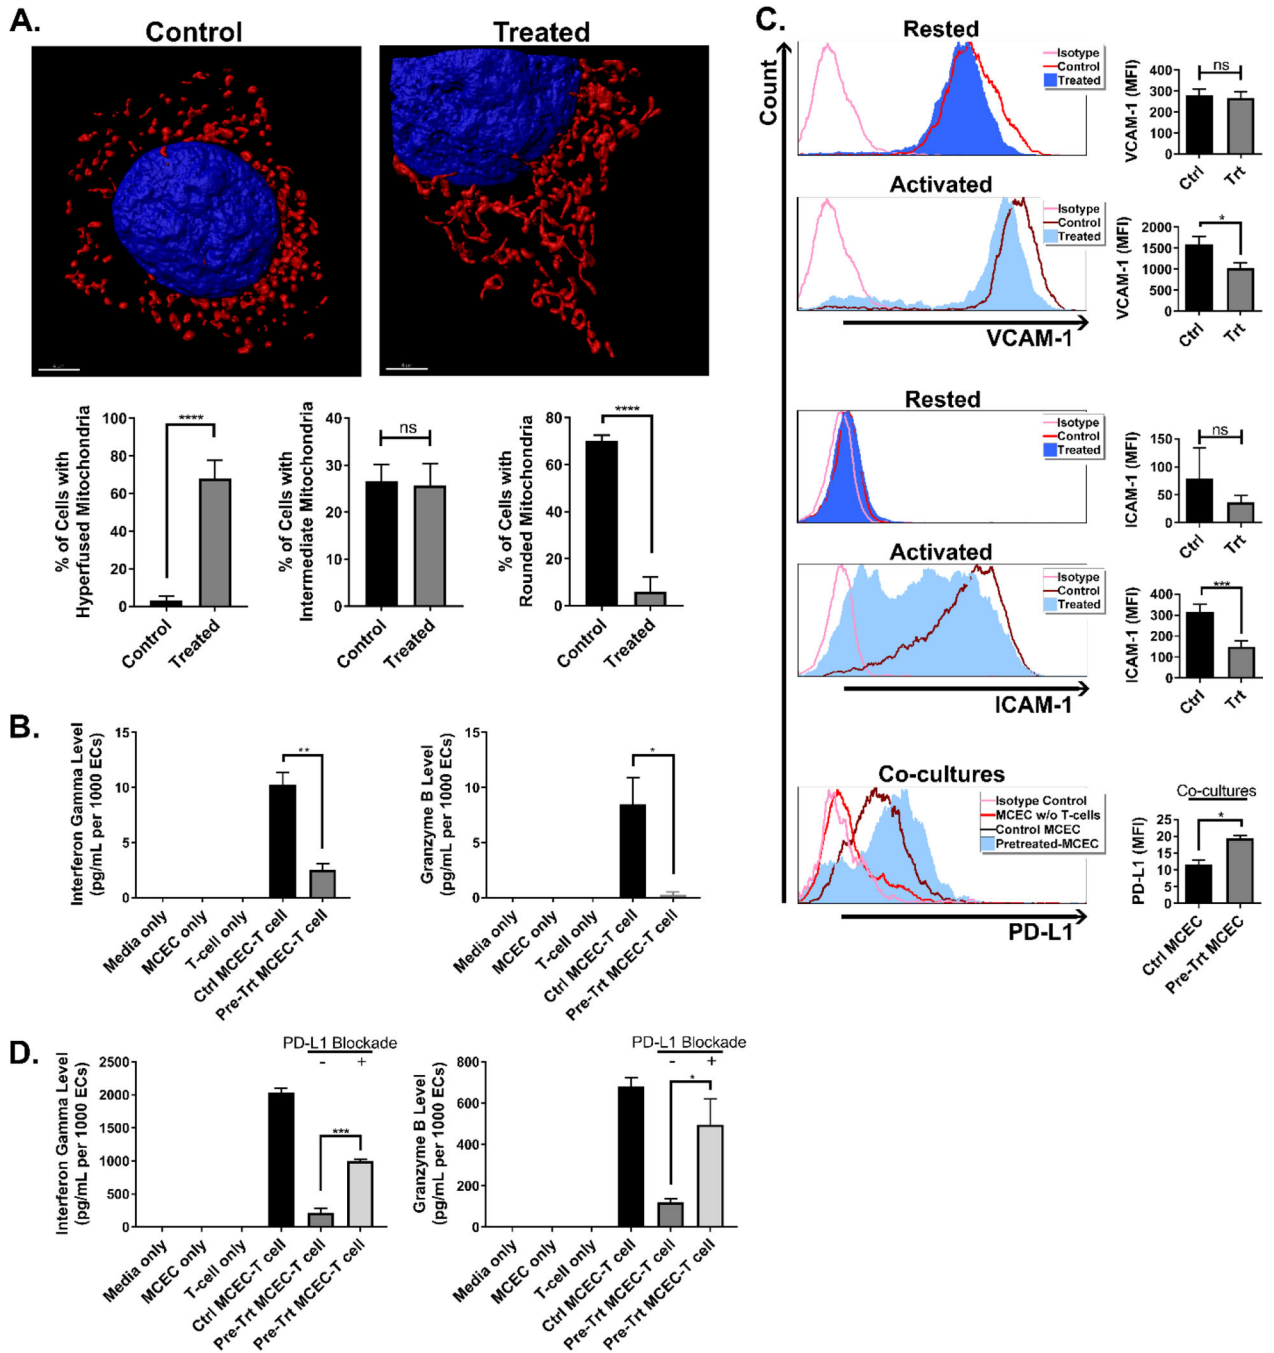 A.
Control
Treated
% of Cells with
Hyperfused Mitochondria
100
80
60
40
20
0
****
Control
Treated
% of Cells with
Intermediate Mitochondria
40
30
20
10
0
ns
Control
Treated
% of Cells with
Rounded Mitochondria
80
60
40
20
0
****
Control
Treated
B.
Interferon Gamma Level
(pg/mL per 1000 ECs)
15
10
5
0
**
Media only
MCEC only
T-cell only
Ctrl MCEC-T cell
Pre-Trt MCEC-T cell
Granzyme B Level
(pg/mL per 1000 ECs)
15
10
5
0
*
Media only
MCEC only
T-cell only
Ctrl MCEC-T cell
Pre-Trt MCEC-T cell
C.
Count
Rested
Isotype
Control
Treated
VCAM-1 (MFI)
400
300
200
100
0
ns
Ctrl
Trt
Activated
Isotype
Control
Treated
VCAM-1
VCAM-1 (MFI)
2000
1500
1000
500
0
*
Ctrl
Trt
Rested
Isotype
Control
Treated
ICAM-1 (MFI)
150
100
50
0
ns
Ctrl
Trt
Activated
Isotype
Control
Treated
ICAM-1
ICAM-1 (MFI)
400
300
200
100
0
***
Ctrl
Trt
Co-cultures
Isotype Control
MCEC w/o T-cells
Control MCEC
Pretreated-MCEC
PD-L1
Co-cultures
PD-L1 (MFI)
25
20
15
10
5
0
*
Ctrl MCEC
Pre-Trt MCEC
D.
Interferon Gamma Level
(pg/mL per 1000 ECs)
2500
2000
1500
1000
500
0
PD-L1 Blockade
- +
***
Media only
MCEC only
T-cell only
Ctrl MCEC-T cell
Pre-Trt MCEC-T cell
Pre-Trt MCEC-T cell
Granzyme B Level
(pg/mL per 1000 ECs)
800
600
400
200
0
PD-L1 Blockade
- +
*
Media only
MCEC only
T-cell only
Ctrl MCEC-T cell
Pre-Trt MCEC-T cell
Pre-Trt MCEC-T cell